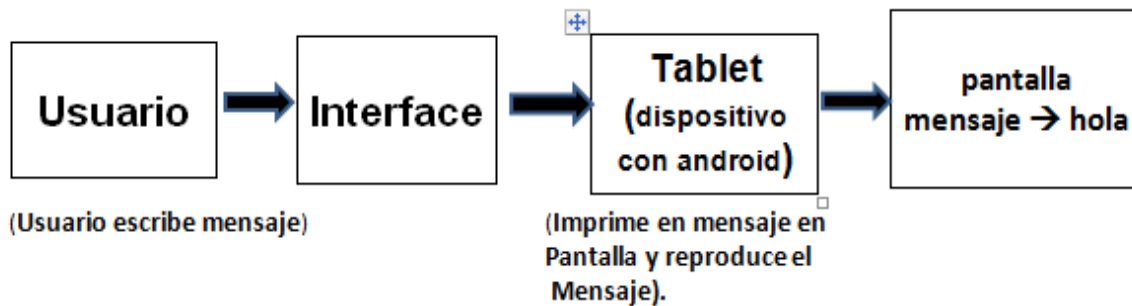 Usuario
Interface
Tablet
(dispositivo
con android)
pantalla
mensaje → hola
(Usuario escribe mensaje)
(Imprime en mensaje en
Pantalla y reproduce el
Mensaje).